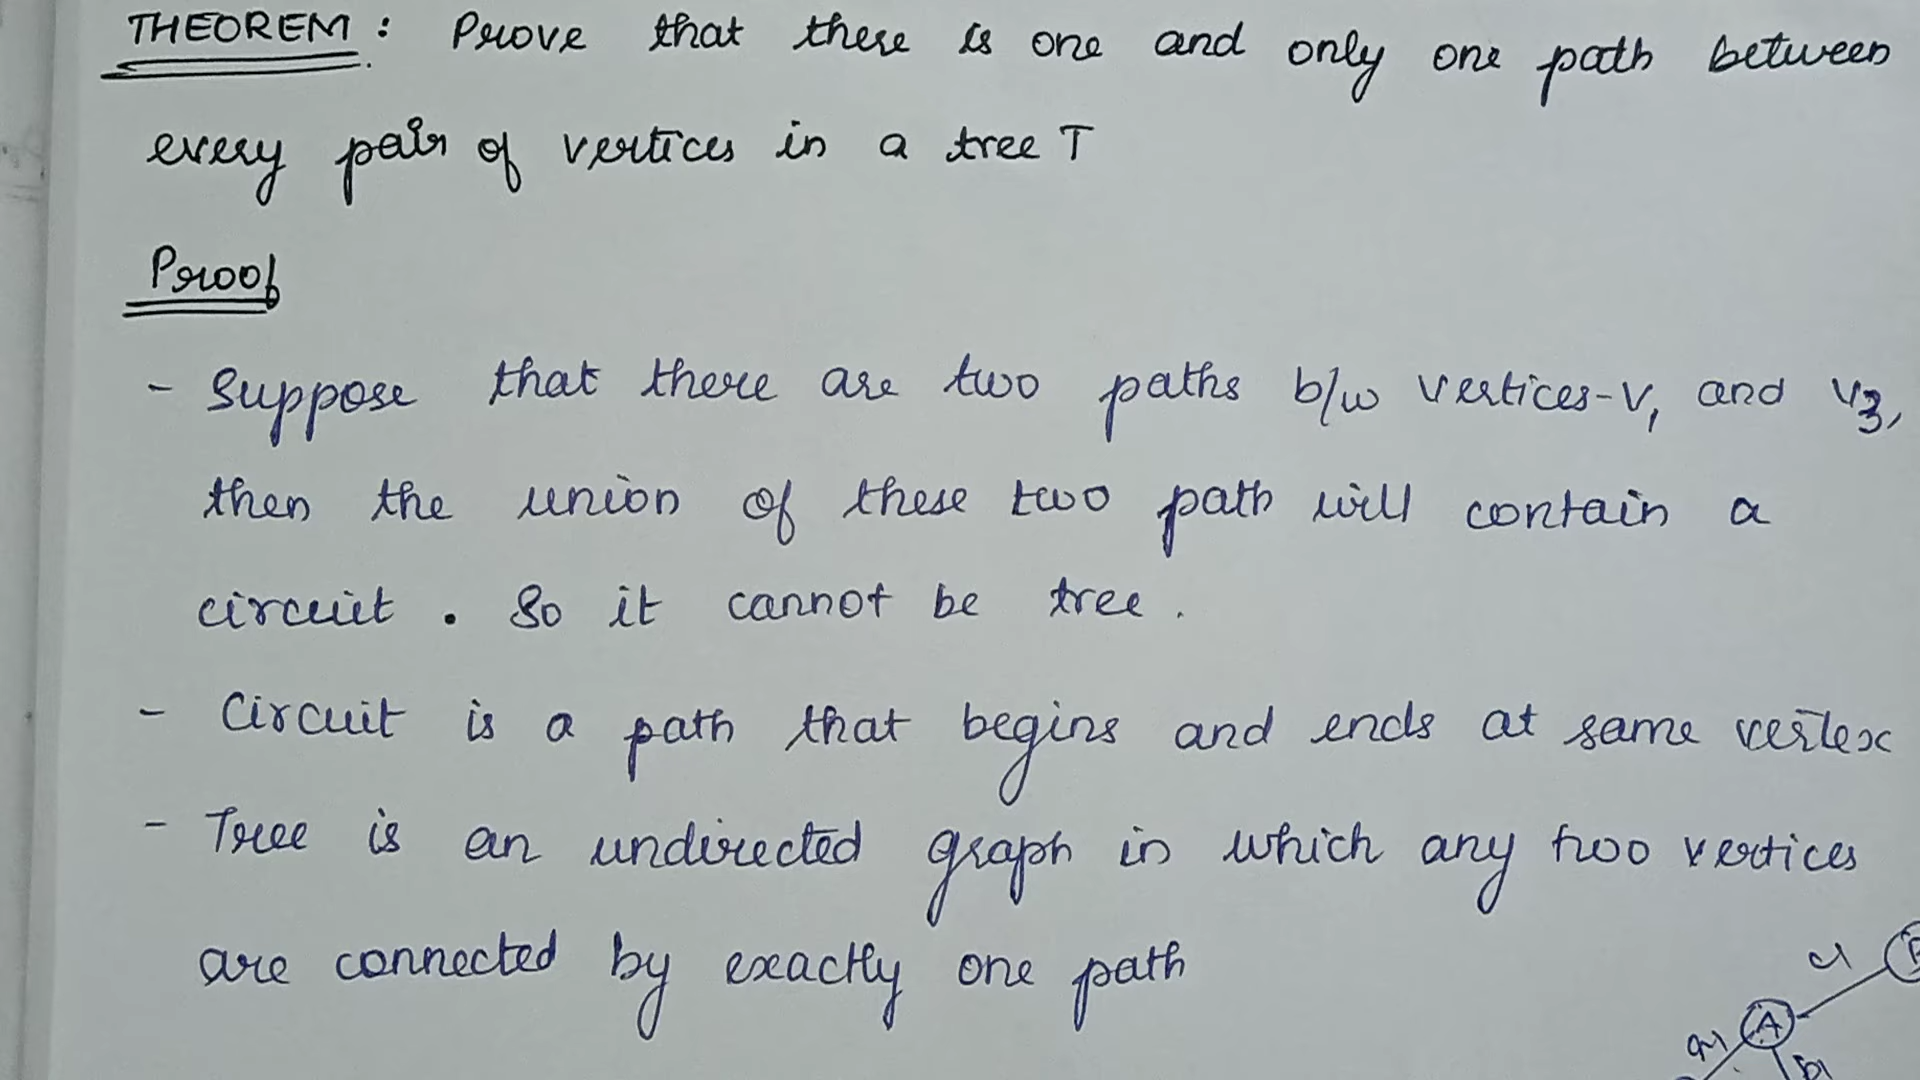 THEOREM : Prove that there is one and only one path between
every pair of vertices in a tree T
Proof
- Suppose that there are two paths b/w vertices-V1 and V3,
then the union of these two path will contain a
circuit . So it cannot be tree .
- Circuit is a path that begins and ends at same vertex
- Tree is an undirected graph in which any two vertices
are connected by exactly one path
A